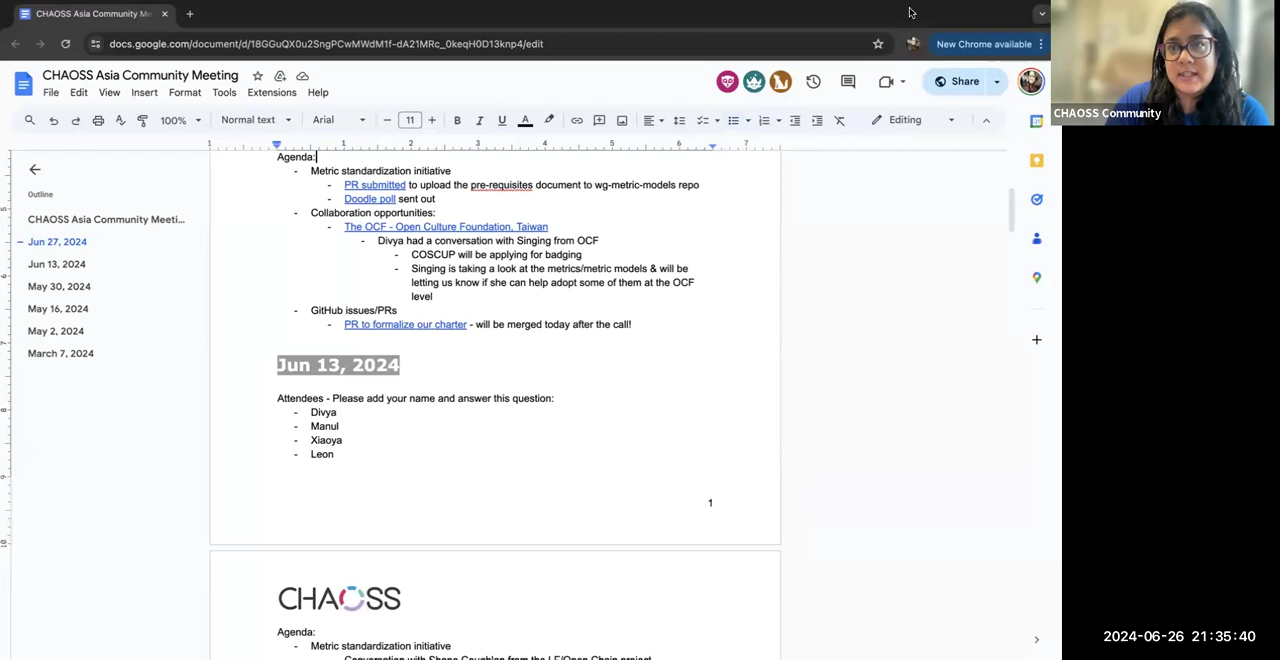 CHAOSS Asia Community M
docs.google.com/document/d/18GGuQX0u2SngPCwMWdM1f-dA21MRc_0keqH0D13knp4/edit
New Chrome available
CHAOSS Asia Community Meeting
File Edit View Insert Format Tools Extensions Help
Share
100% Normal text Arial 11 Editing
CHAOSS Community
1 1 2 3 4 5 6 7
Outline
CHAOSS Asia Community Meeti...
Jun 27, 2024
Jun 13, 2024
May 30, 2024
May 16, 2024
May 2, 2024
March 7, 2024
Agenda:
- Metric standardization initiative
- PR submitted to upload the pre-requisites document to wg-metric-models repo
- Doodle poll sent out
- Collaboration opportunities:
- The OCF - Open Culture Foundation, Taiwan
- Divya had a conversation with Singing from OCF
- COSCUP will be applying for badging
- Singing is taking a look at the metrics/metric models & will be
letting us know if she can help adopt some of them at the OCF
level
- GitHub issues/PRs
- PR to formalize our charter - will be merged today after the call!
Jun 13, 2024
Attendees - Please add your name and answer this question:
- Divya
- Manul
- Xiaoya
- Leon
1
CHAOSS
Agenda:
- Metric standardization initiative
2024-06-26 21:35:40